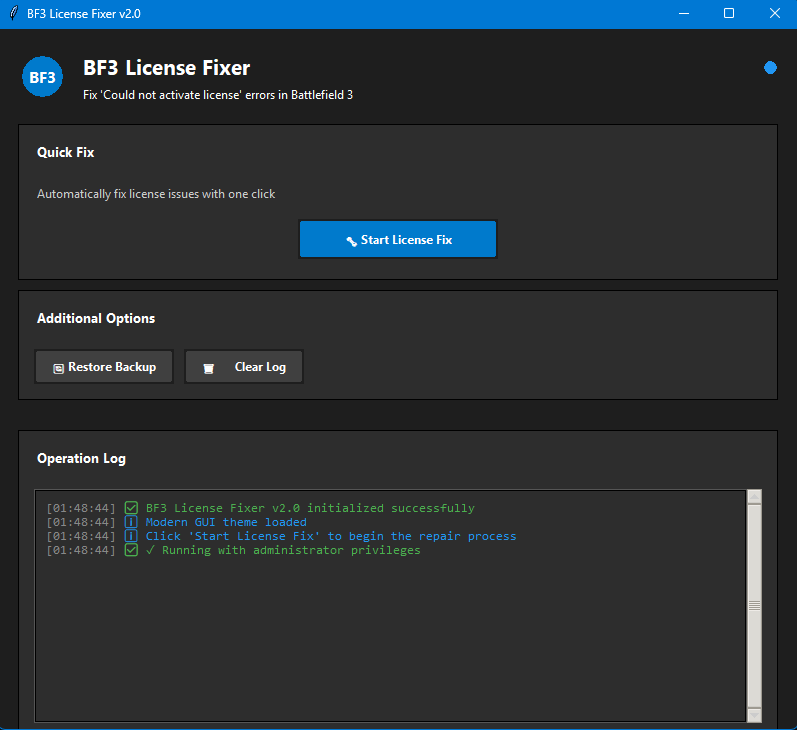 BF3 License Fixer v2.0
BF3
BF3 License Fixer
Fix 'Could not activate license' errors in Battlefield 3
Quick Fix
Automatically fix license issues with one click
Start License Fix
Additional Options
Restore Backup
Clear Log
Operation Log
[01:48:44] ✅ BF3 License Fixer v2.0 initialized successfully
[01:48:44] ℹ Modern GUI theme loaded
[01:48:44] ℹ Click 'Start License Fix' to begin the repair process
[01:48:44] ✅ ✓ Running with administrator privileges